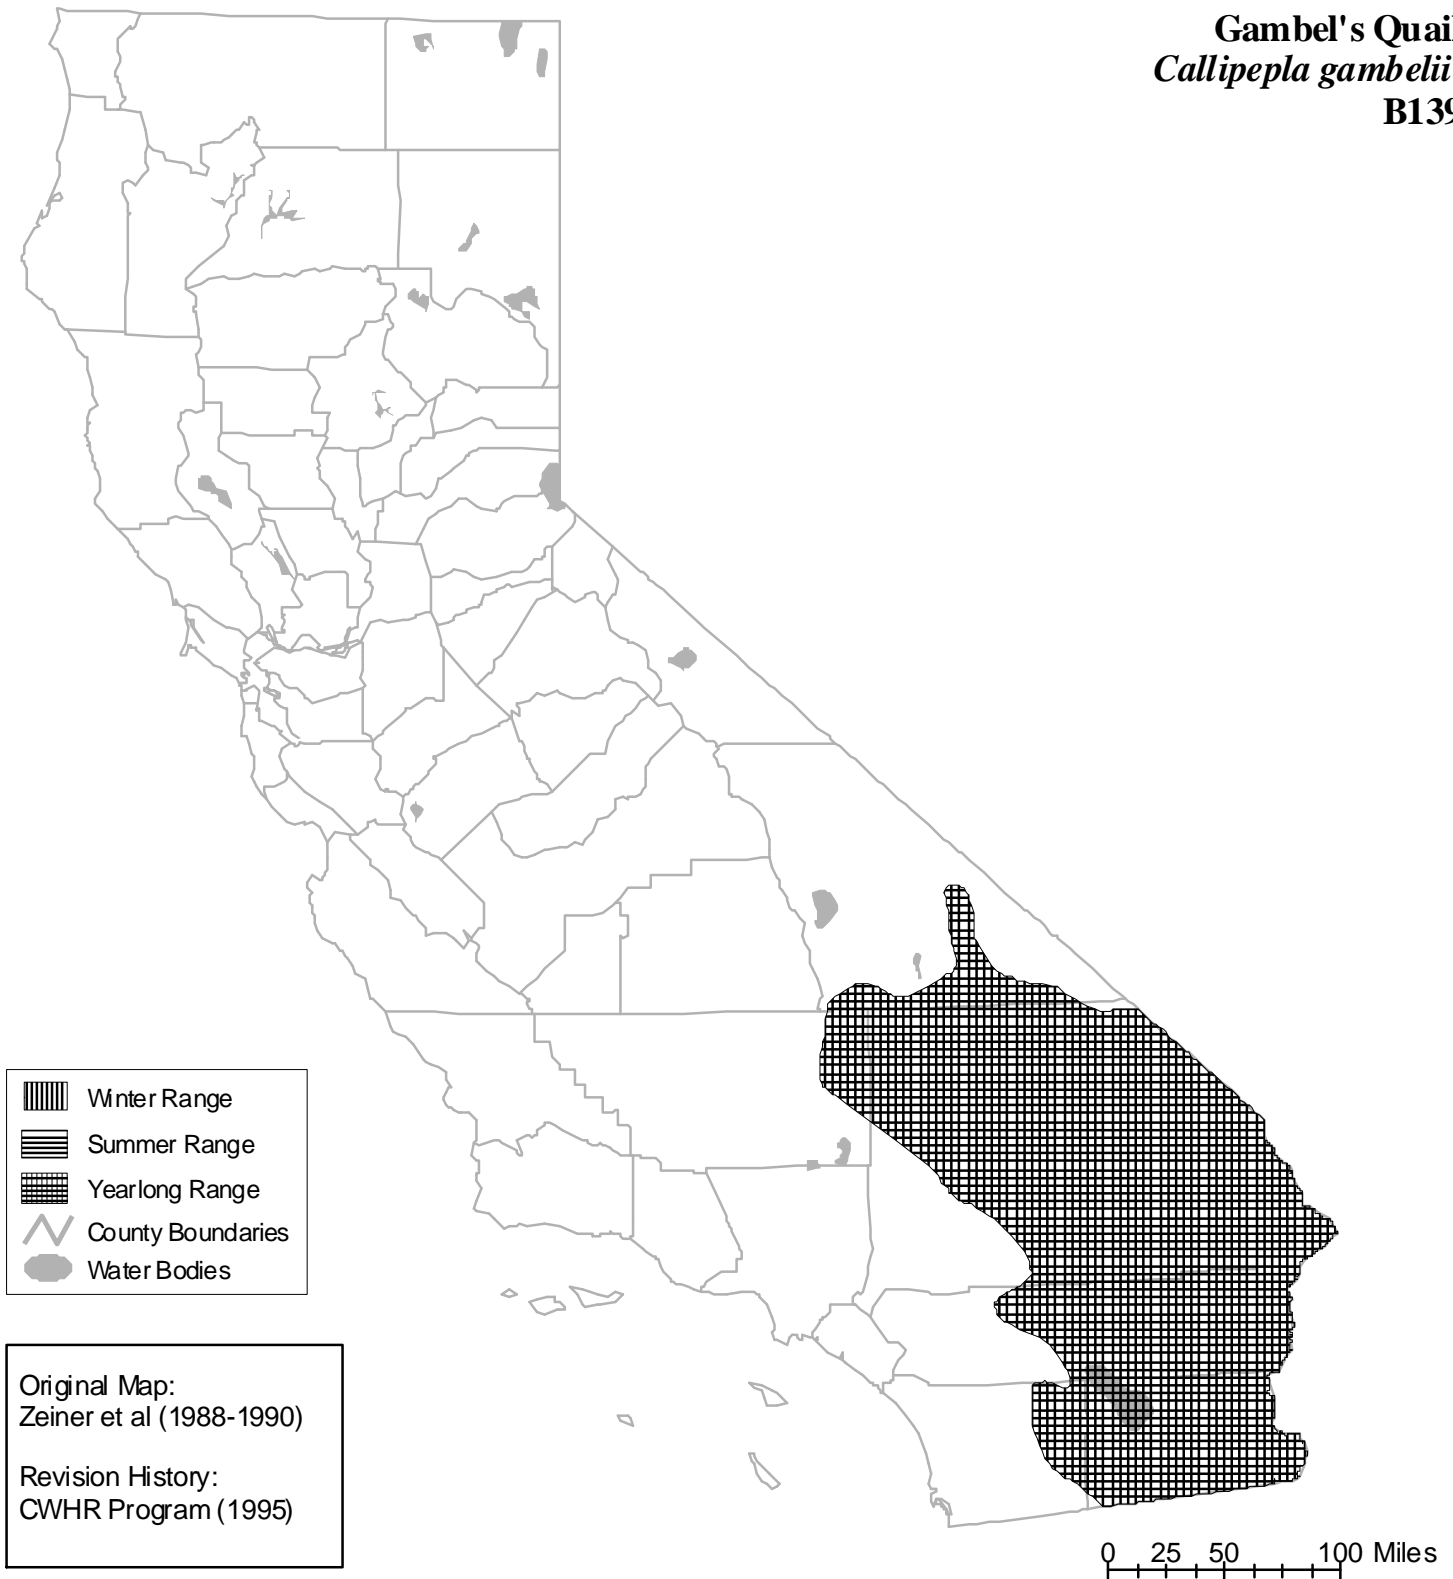 Gambel's Quail
Callipepla gambelii
B139
Winter Range
Summer Range
Yearlong Range
County Boundaries
Water Bodies
Original Map:
Zeiner et al (1988-1990)
Revision History:
CWHR Program (1995)
0 25 50 100 Miles